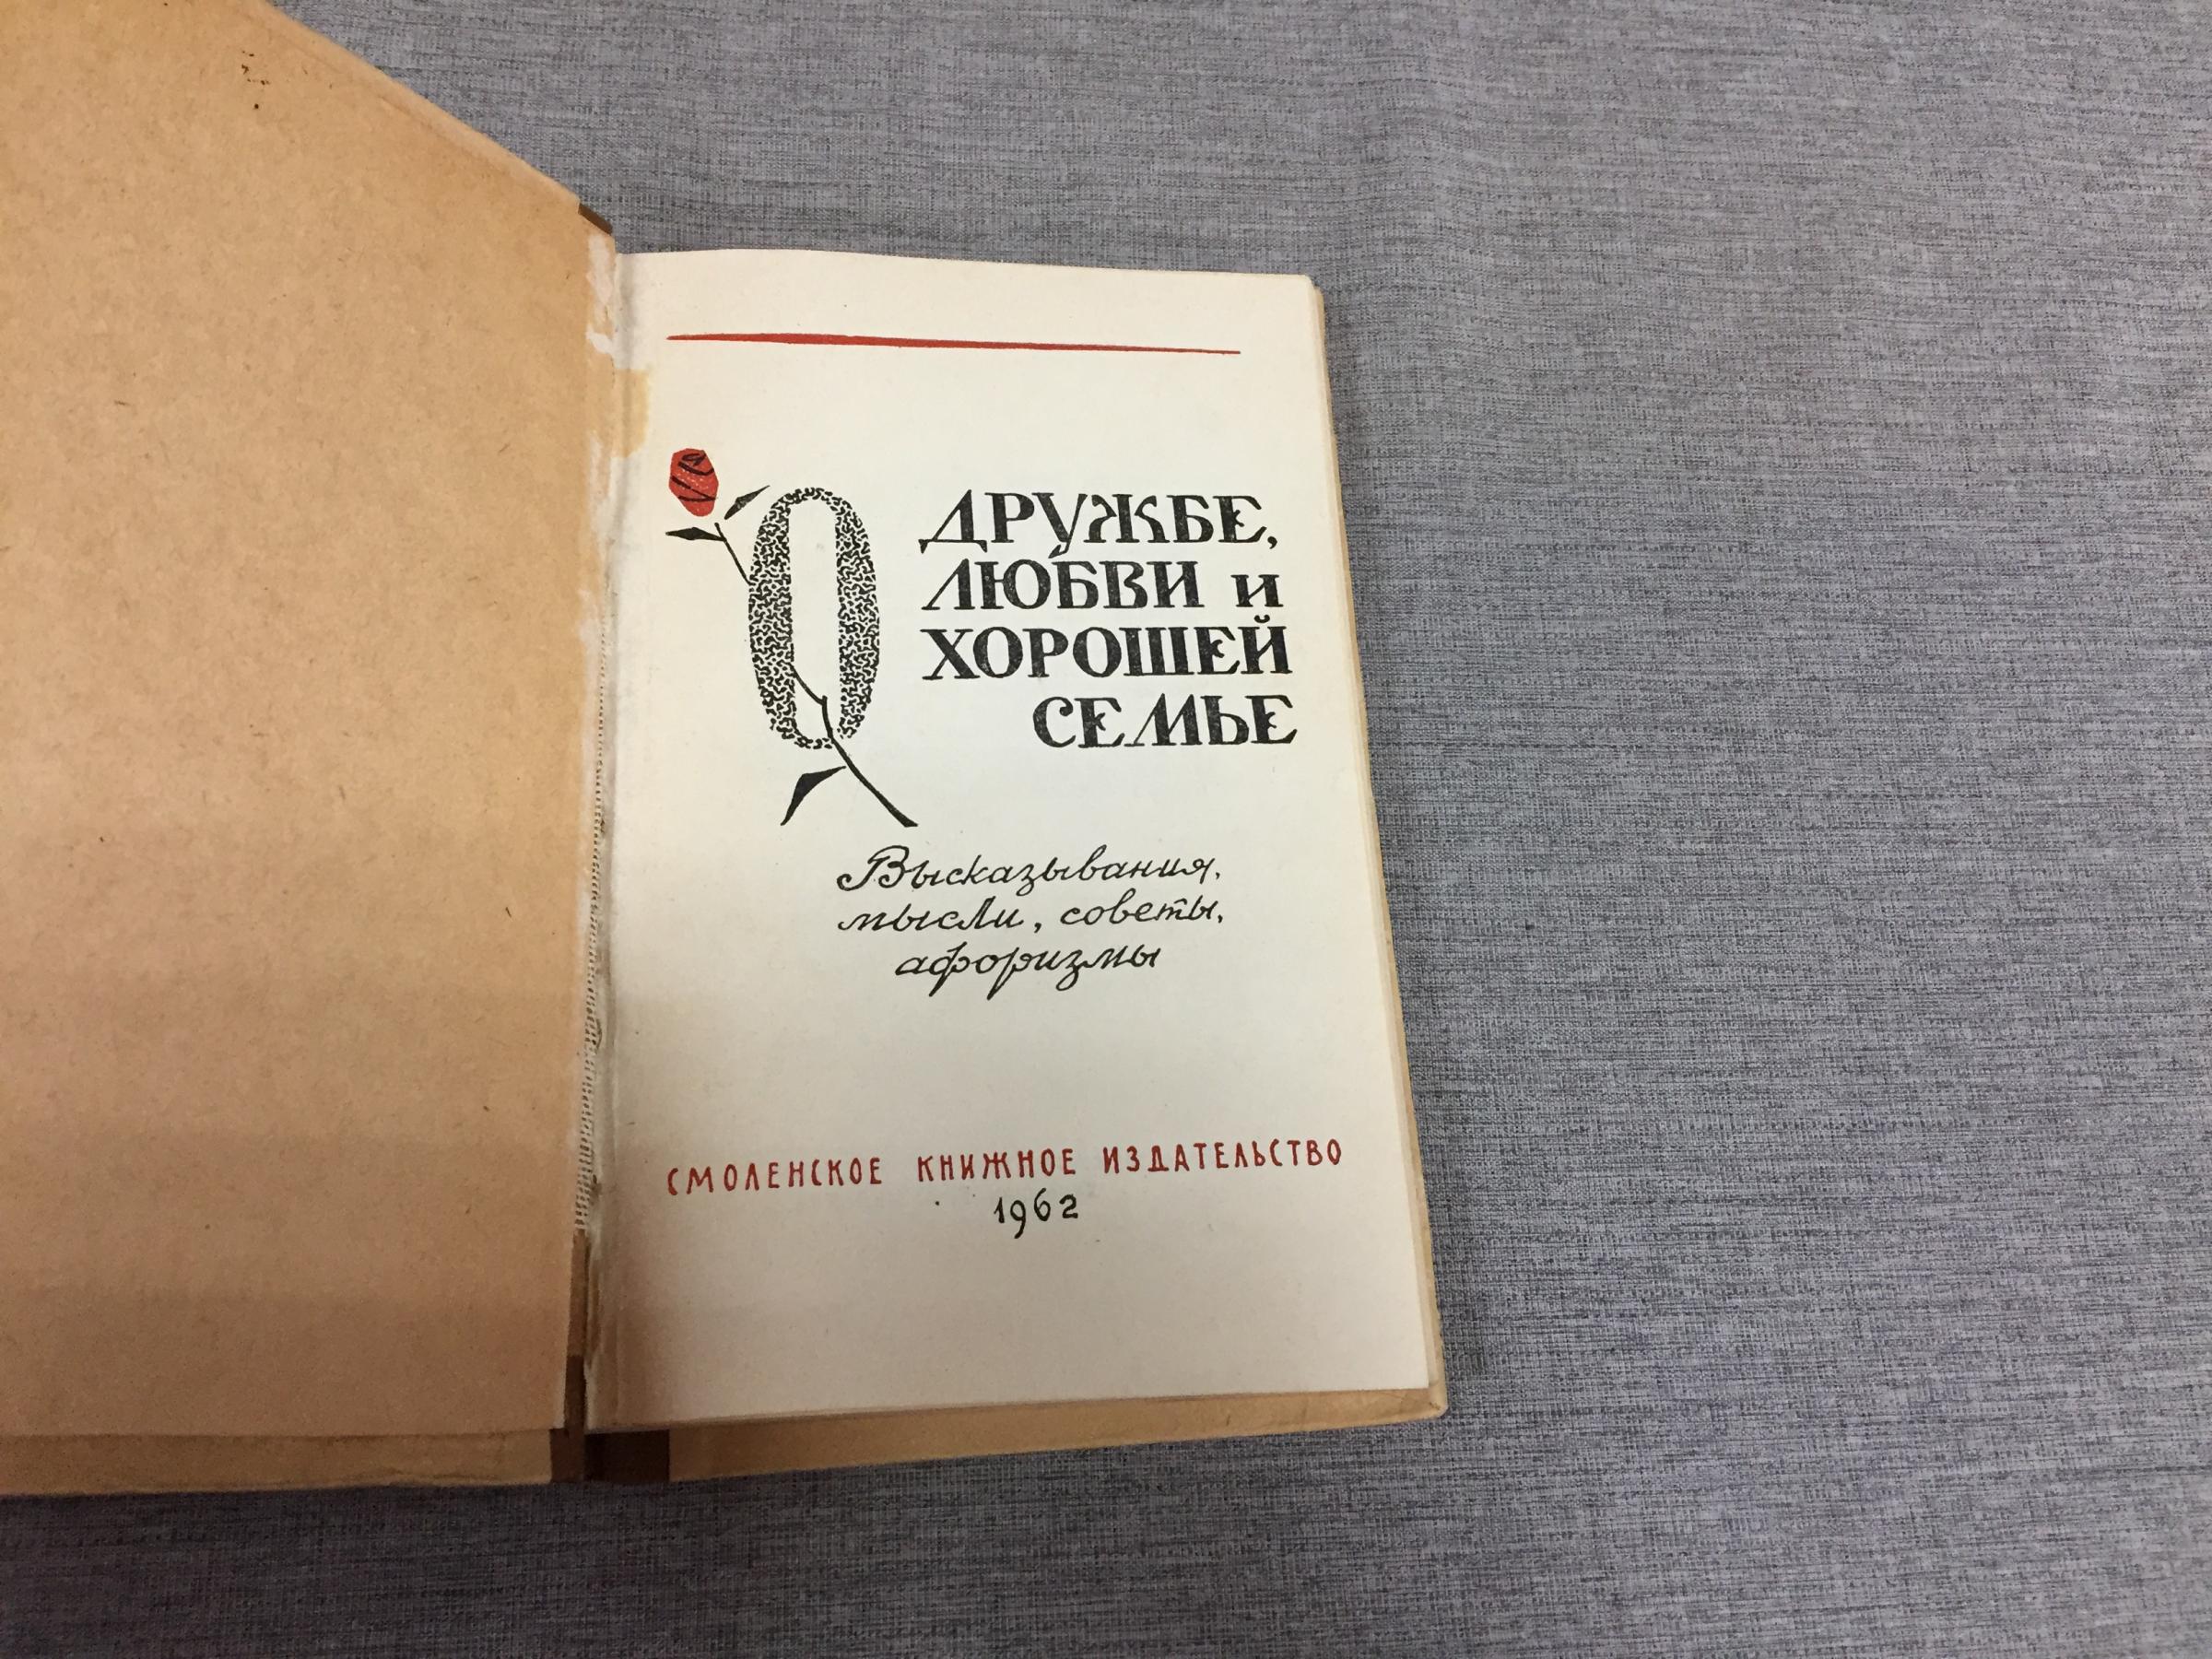 О ДРУЖБЕ,
ЛЮБВИ и
ХОРОШЕЙ
СЕМЬЕ
Высказывания,
мысли, советы,
афоризмы
СМОЛЕНСКОЕ КНИЖНОЕ ИЗДАТЕЛЬСТВО
1962